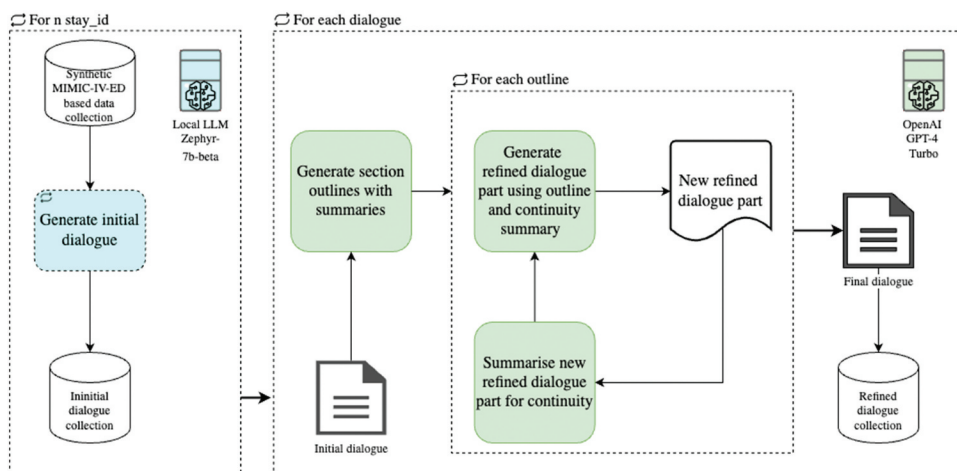 For n stay_id
Synthetic
MIMIC-IV-ED
based data
collection
Local LLM
Zephyr-
7b-beta
Generate initial
dialogue
Ininitial
dialogue
collection
For each dialogue
Generate section
outlines with
summaries
Initial dialogue
For each outline
Generate
refined dialogue
part using outline
and continuity
summary
New refined
dialogue part
Summarise new
refined dialogue
part for continuity
OpenAI
GPT-4
Turbo
Final dialogue
Refined
dialogue
collection